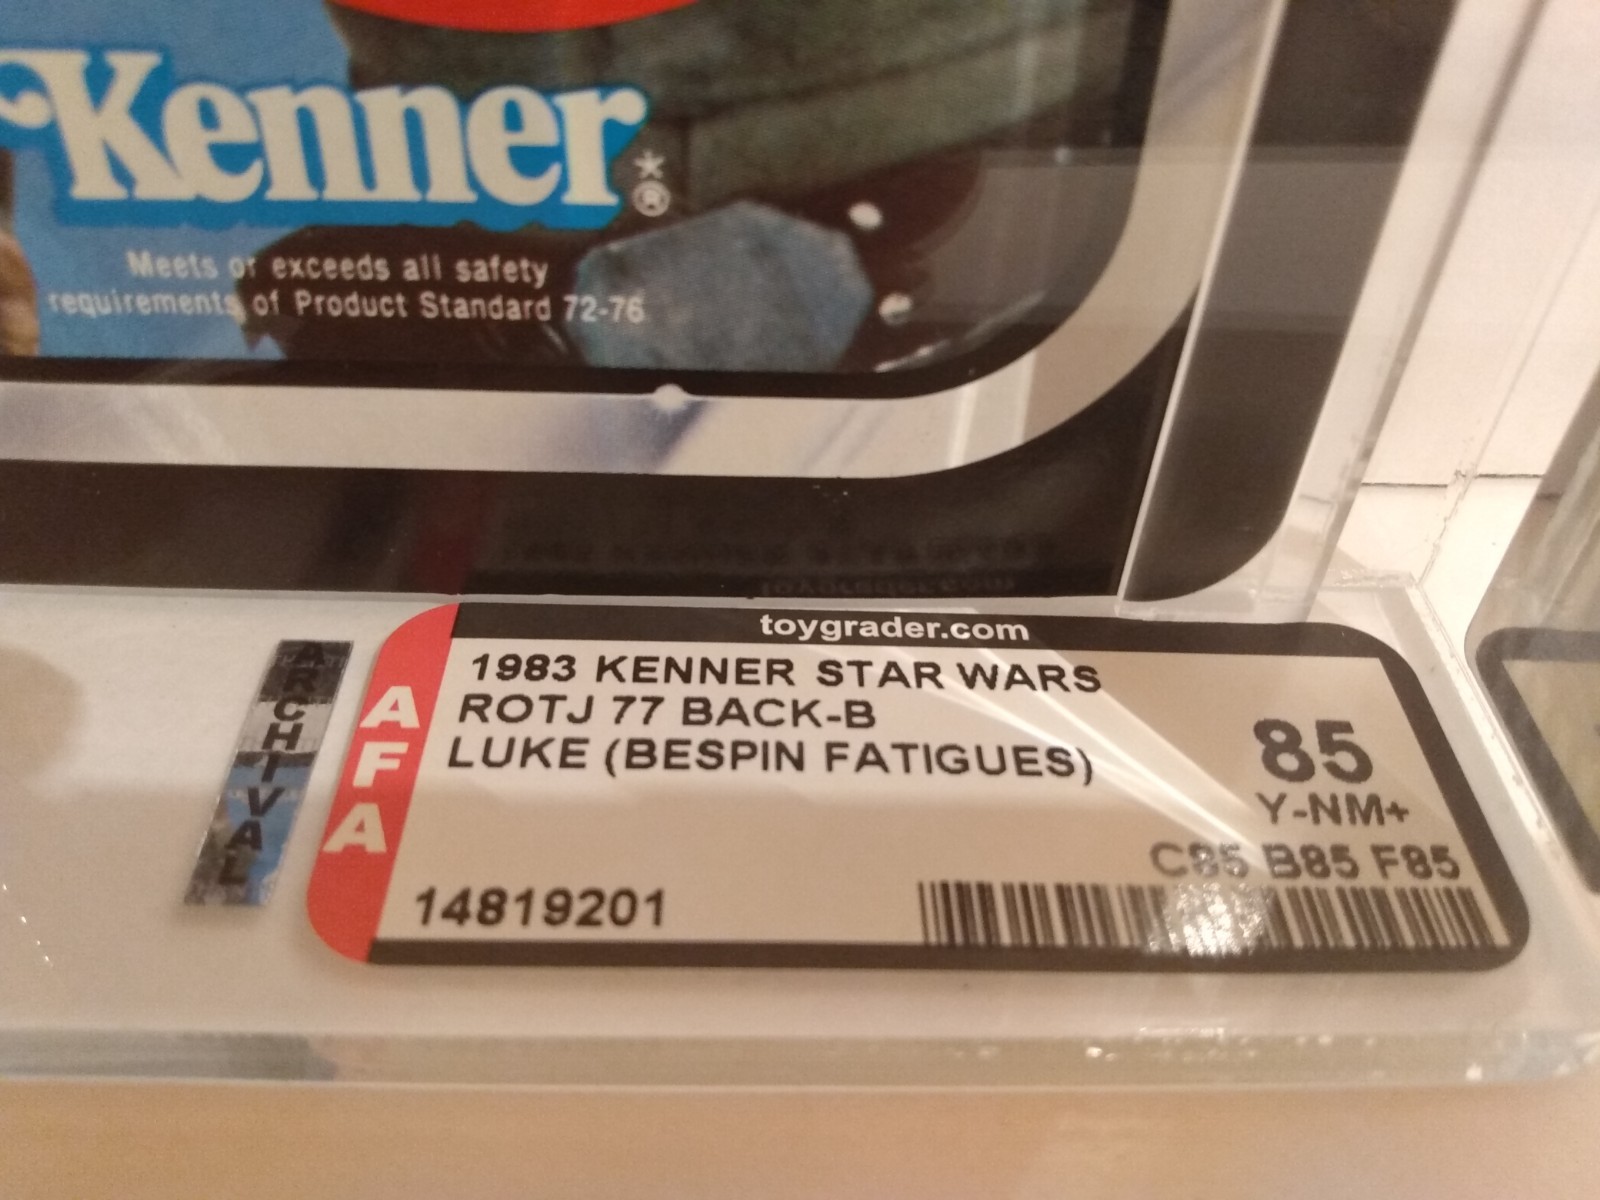 Kenner
®
Meets or exceeds all safety
requirements of Product Standard 72-76
toygrader.com
ARCHIVAL
AFA
1983 KENNER STAR WARS
ROTJ 77 BACK-B
LUKE (BESPIN FATIGUES)
85
Y-NM+
C85 B85 F85
14819201